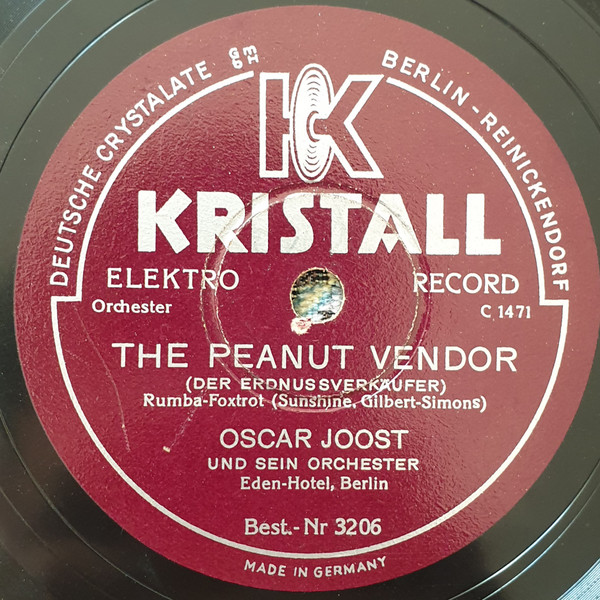 DEUTSCHE CRYSTALATE GMBH
BERLIN-REINICKENDORF
K
KRISTALL
ELEKTRO RECORD
Orchester C 1471
THE PEANUT VENDOR
(DER ERDNUSSVERKÄUFER)
Rumba-Foxtrot (Sunshine, Gilbert-Simons)
OSCAR JOOST
UND SEIN ORCHESTER
Eden-Hotel, Berlin
Best.-Nr 3206
MADE IN GERMANY